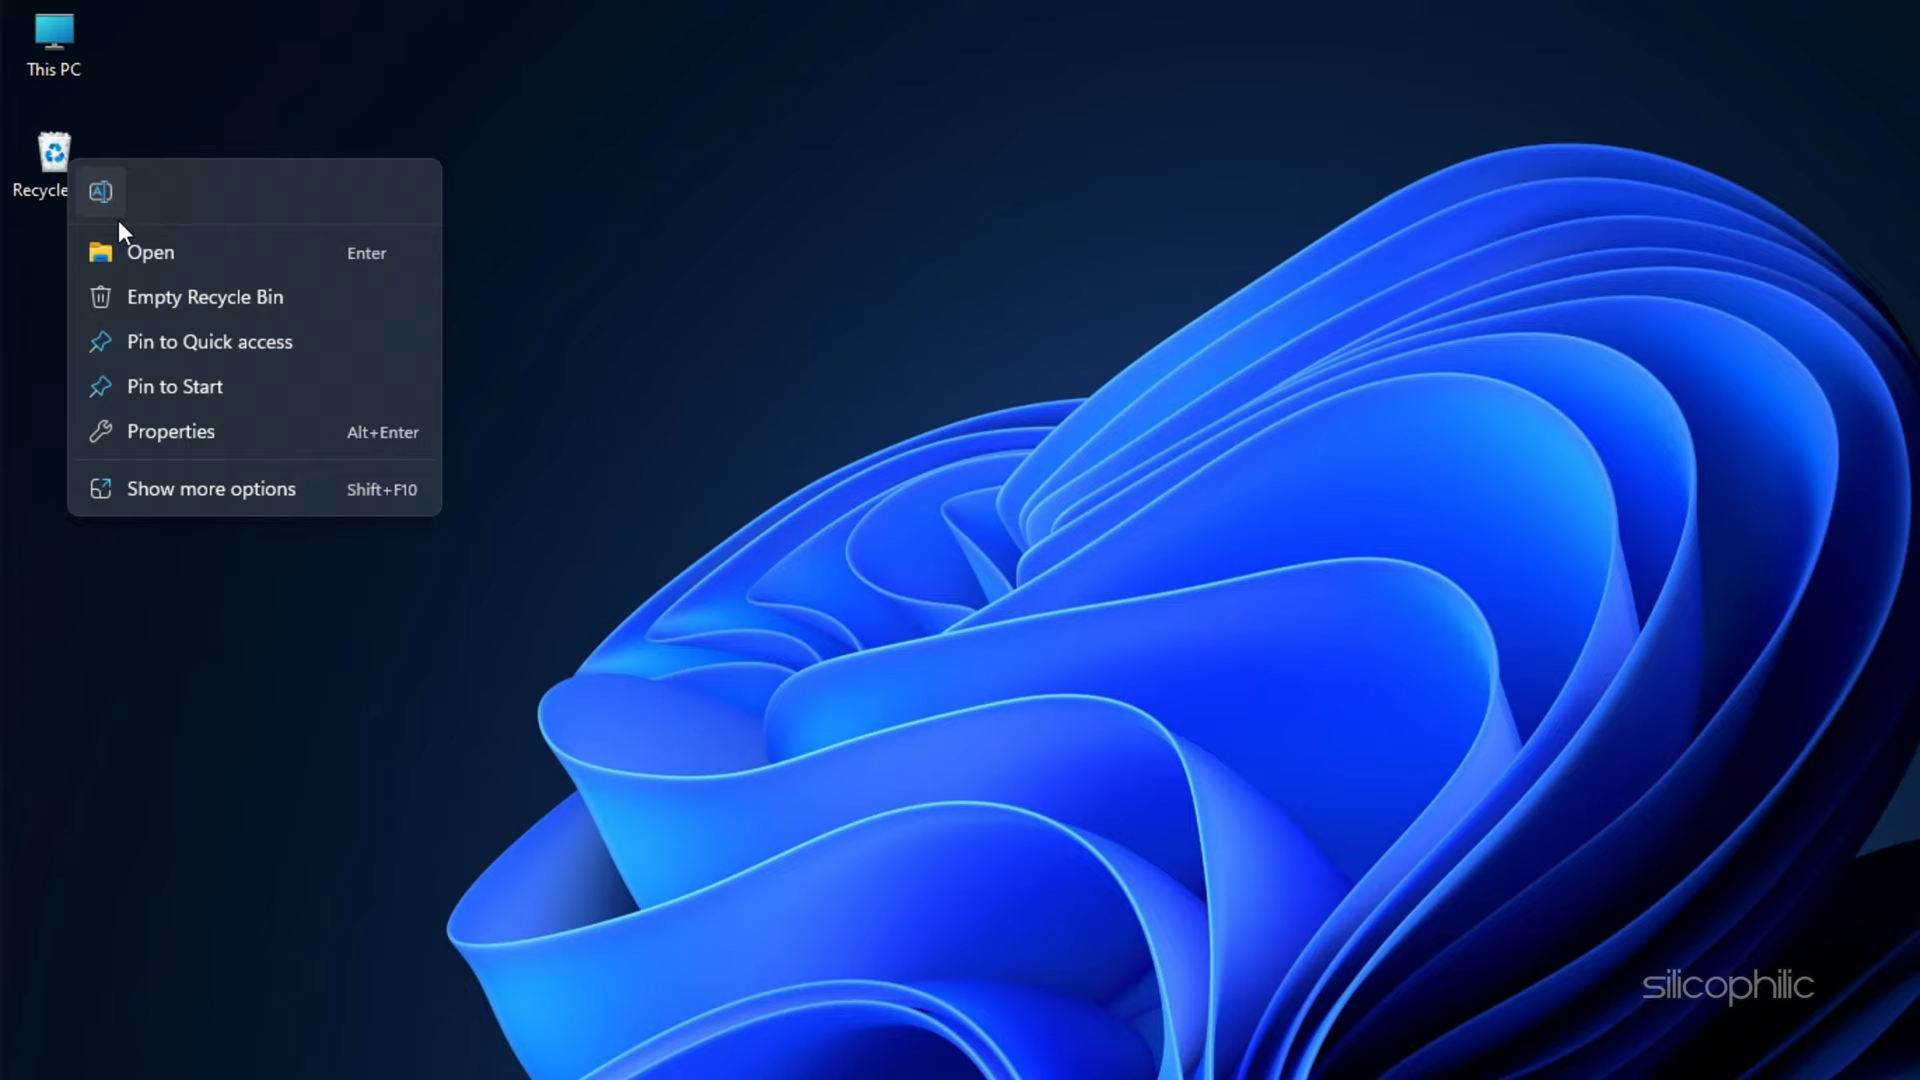 This PC
Recycle
Open Enter
Empty Recycle Bin
Pin to Quick access
Pin to Start
Properties Alt+Enter
Show more options Shift+F10
silicophilic